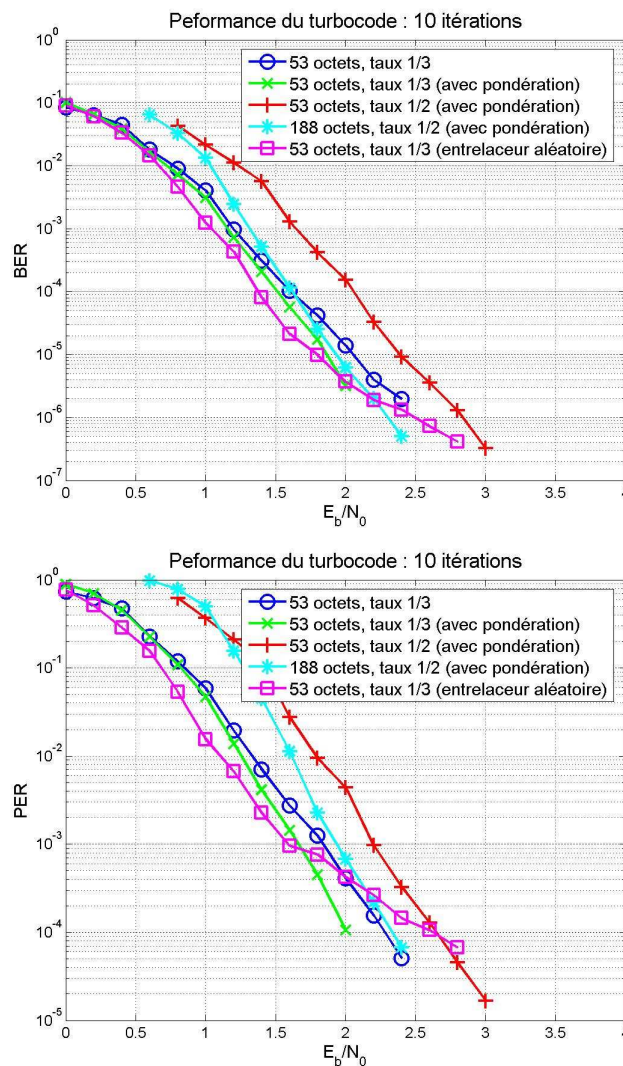 Peformance du turbocode : 10 itérations
10^0
10^-1
10^-2
10^-3
10^-4
10^-5
10^-6
10^-7
BER
53 octets, taux 1/3
53 octets, taux 1/3 (avec pondération)
53 octets, taux 1/2 (avec pondération)
188 octets, taux 1/2 (avec pondération)
53 octets, taux 1/3 (entrelaceur aléatoire)
0 0.5 1 1.5 2 2.5 3 3.5
E_b/N_0
Peformance du turbocode : 10 itérations
10^0
10^-1
10^-2
10^-3
10^-4
10^-5
PER
53 octets, taux 1/3
53 octets, taux 1/3 (avec pondération)
53 octets, taux 1/2 (avec pondération)
188 octets, taux 1/2 (avec pondération)
53 octets, taux 1/3 (entrelaceur aléatoire)
0 0.5 1 1.5 2 2.5 3 3.5
E_b/N_0